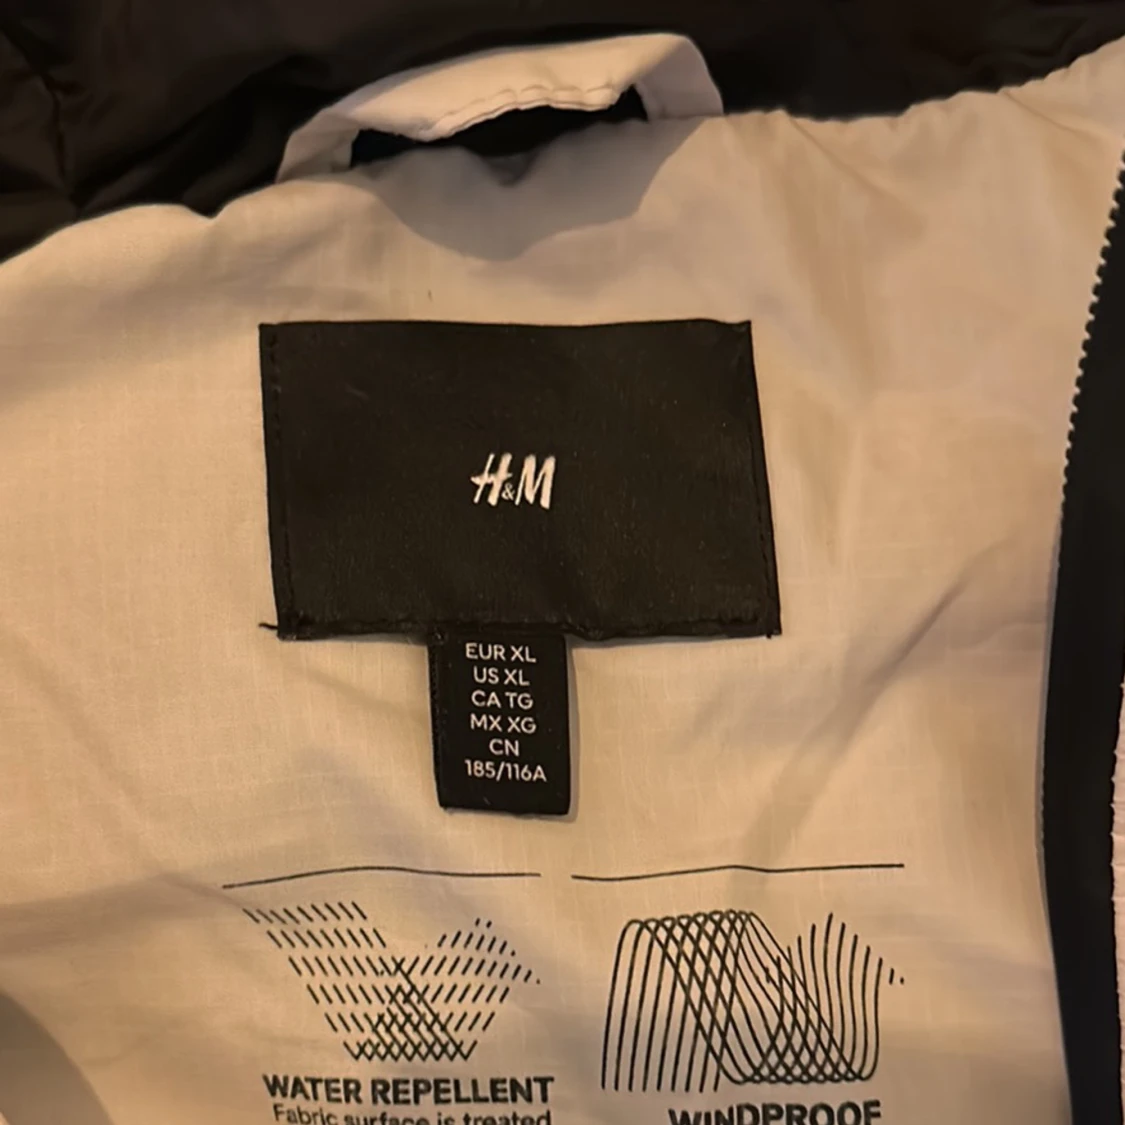 H&M
EUR XL
US XL
CA TG
MX XG
CN
185/116A
WATER REPELLENT
Fabric surface is treated
WINDPROOF